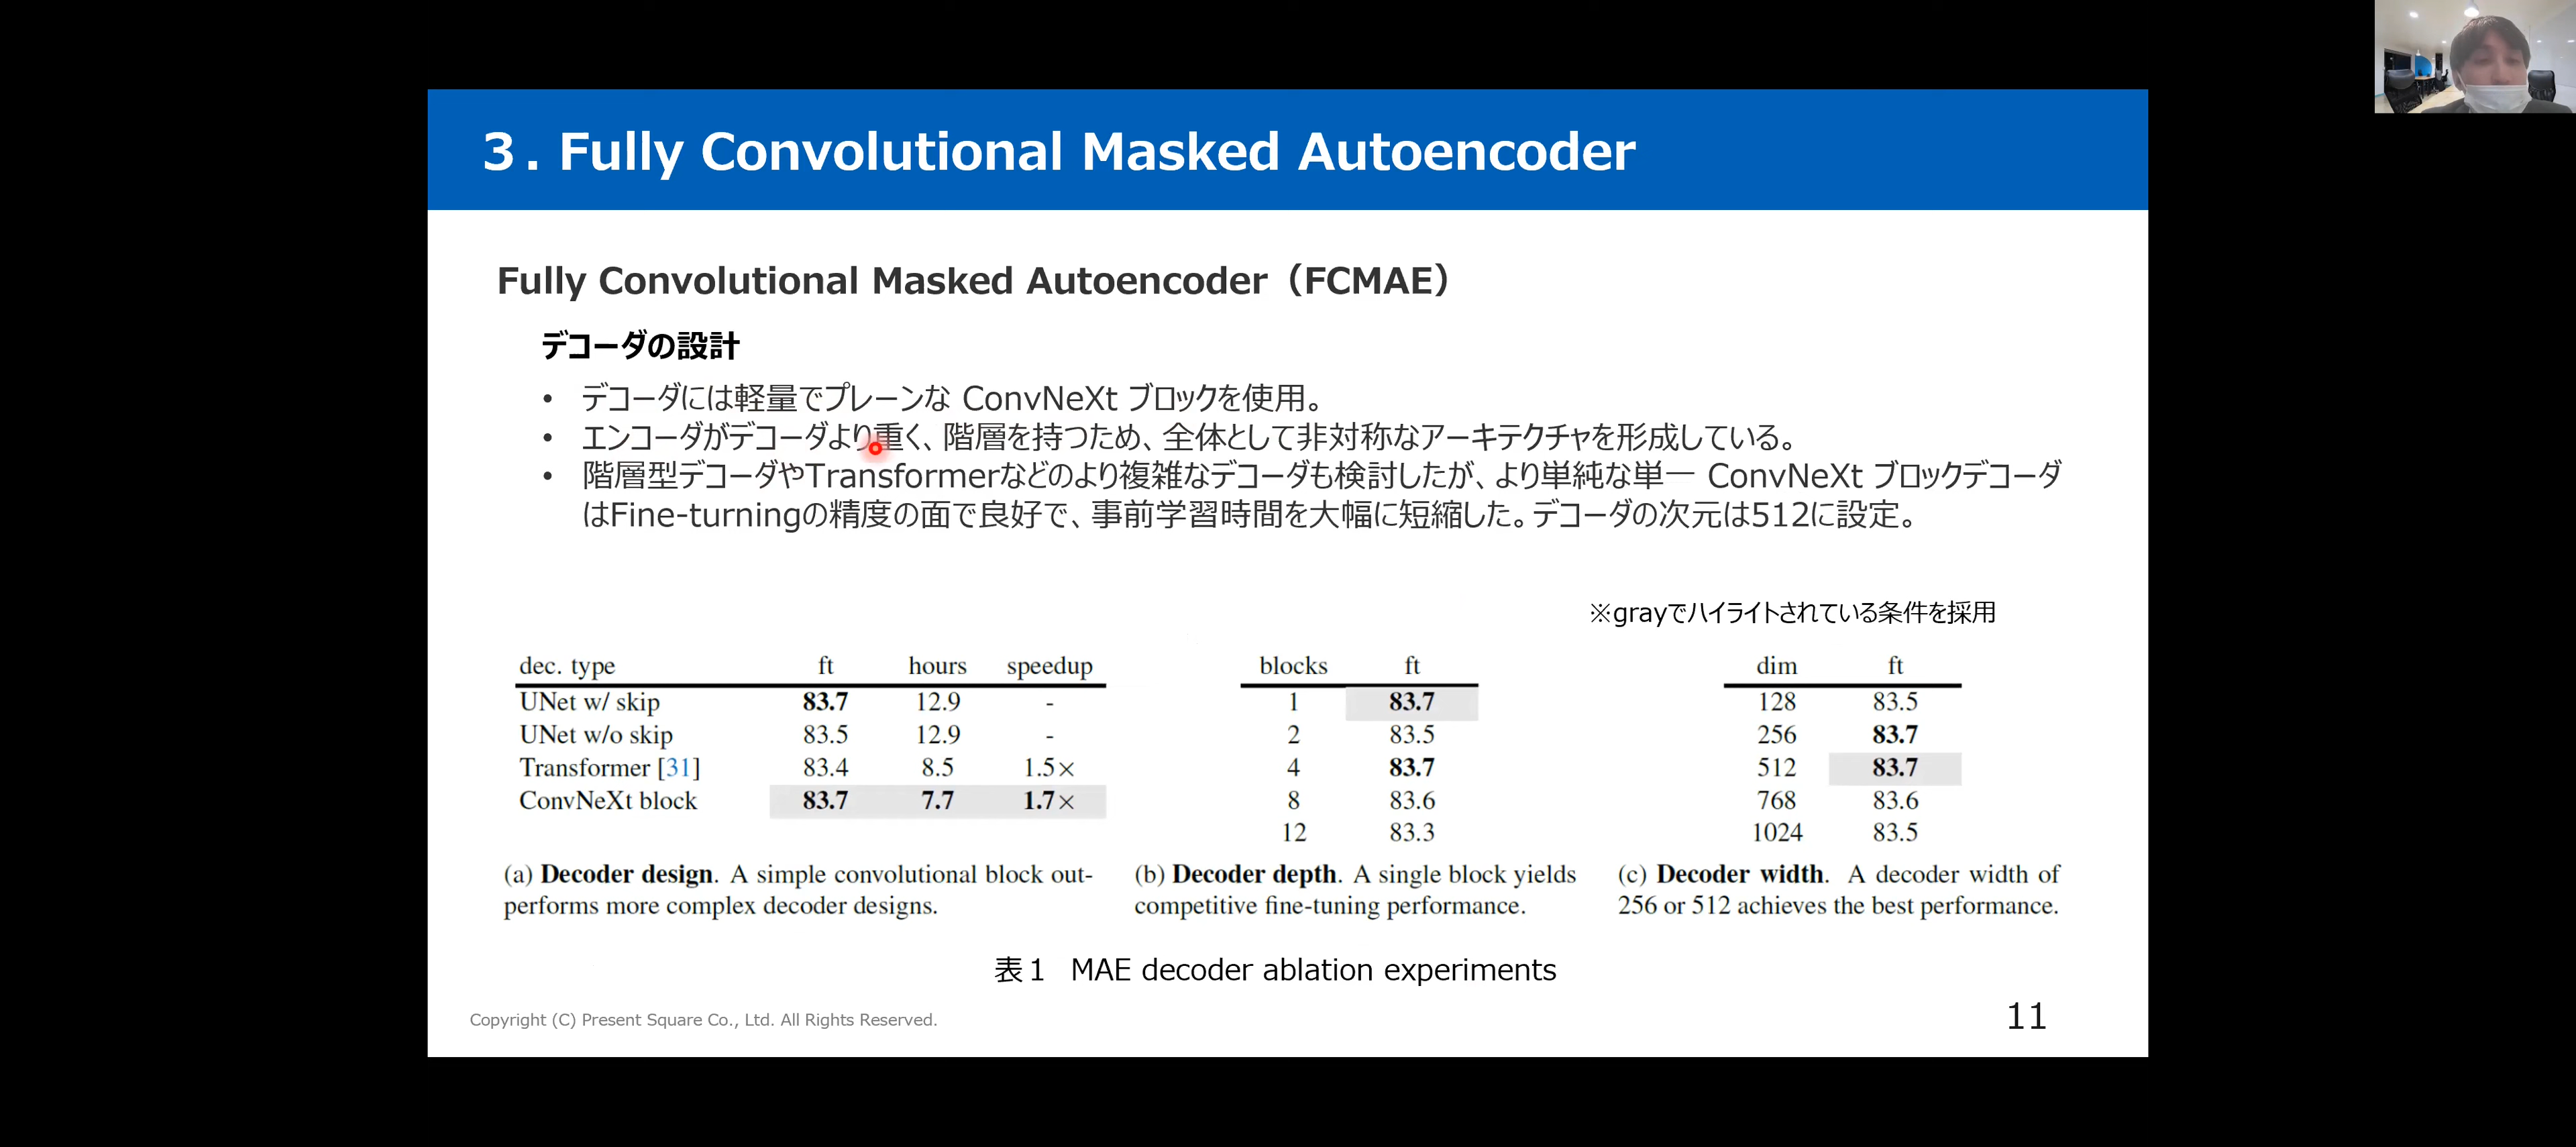 3．Fully Convolutional Masked Autoencoder
Fully Convolutional Masked Autoencoder（FCMAE）
デコーダの設計
• デコーダには軽量でプレーンな ConvNeXt ブロックを使用。
• エンコーダがデコーダより重く、階層を持つため、全体として非対称なアーキテクチャを形成している。
• 階層型デコーダやTransformerなどのより複雑なデコーダも検討したが、より単純な単一 ConvNeXt ブロックデコーダ
はFine-turningの精度の面で良好で、事前学習時間を大幅に短縮した。デコーダの次元は512に設定。
※grayでハイライトされている条件を採用
dec. type ft hours speedup
UNet w/ skip 83.7 12.9 -
UNet w/o skip 83.5 12.9 -
Transformer [31] 83.4 8.5 1.5×
ConvNeXt block 83.7 7.7 1.7×
(a) Decoder design. A simple convolutional block out-
performs more complex decoder designs.
blocks ft
1 83.7
2 83.5
4 83.7
8 83.6
12 83.3
(b) Decoder depth. A single block yields
competitive fine-tuning performance.
dim ft
128 83.5
256 83.7
512 83.7
768 83.6
1024 83.5
(c) Decoder width. A decoder width of
256 or 512 achieves the best performance.
表１ MAE decoder ablation experiments
Copyright (C) Present Square Co., Ltd. All Rights Reserved.
11